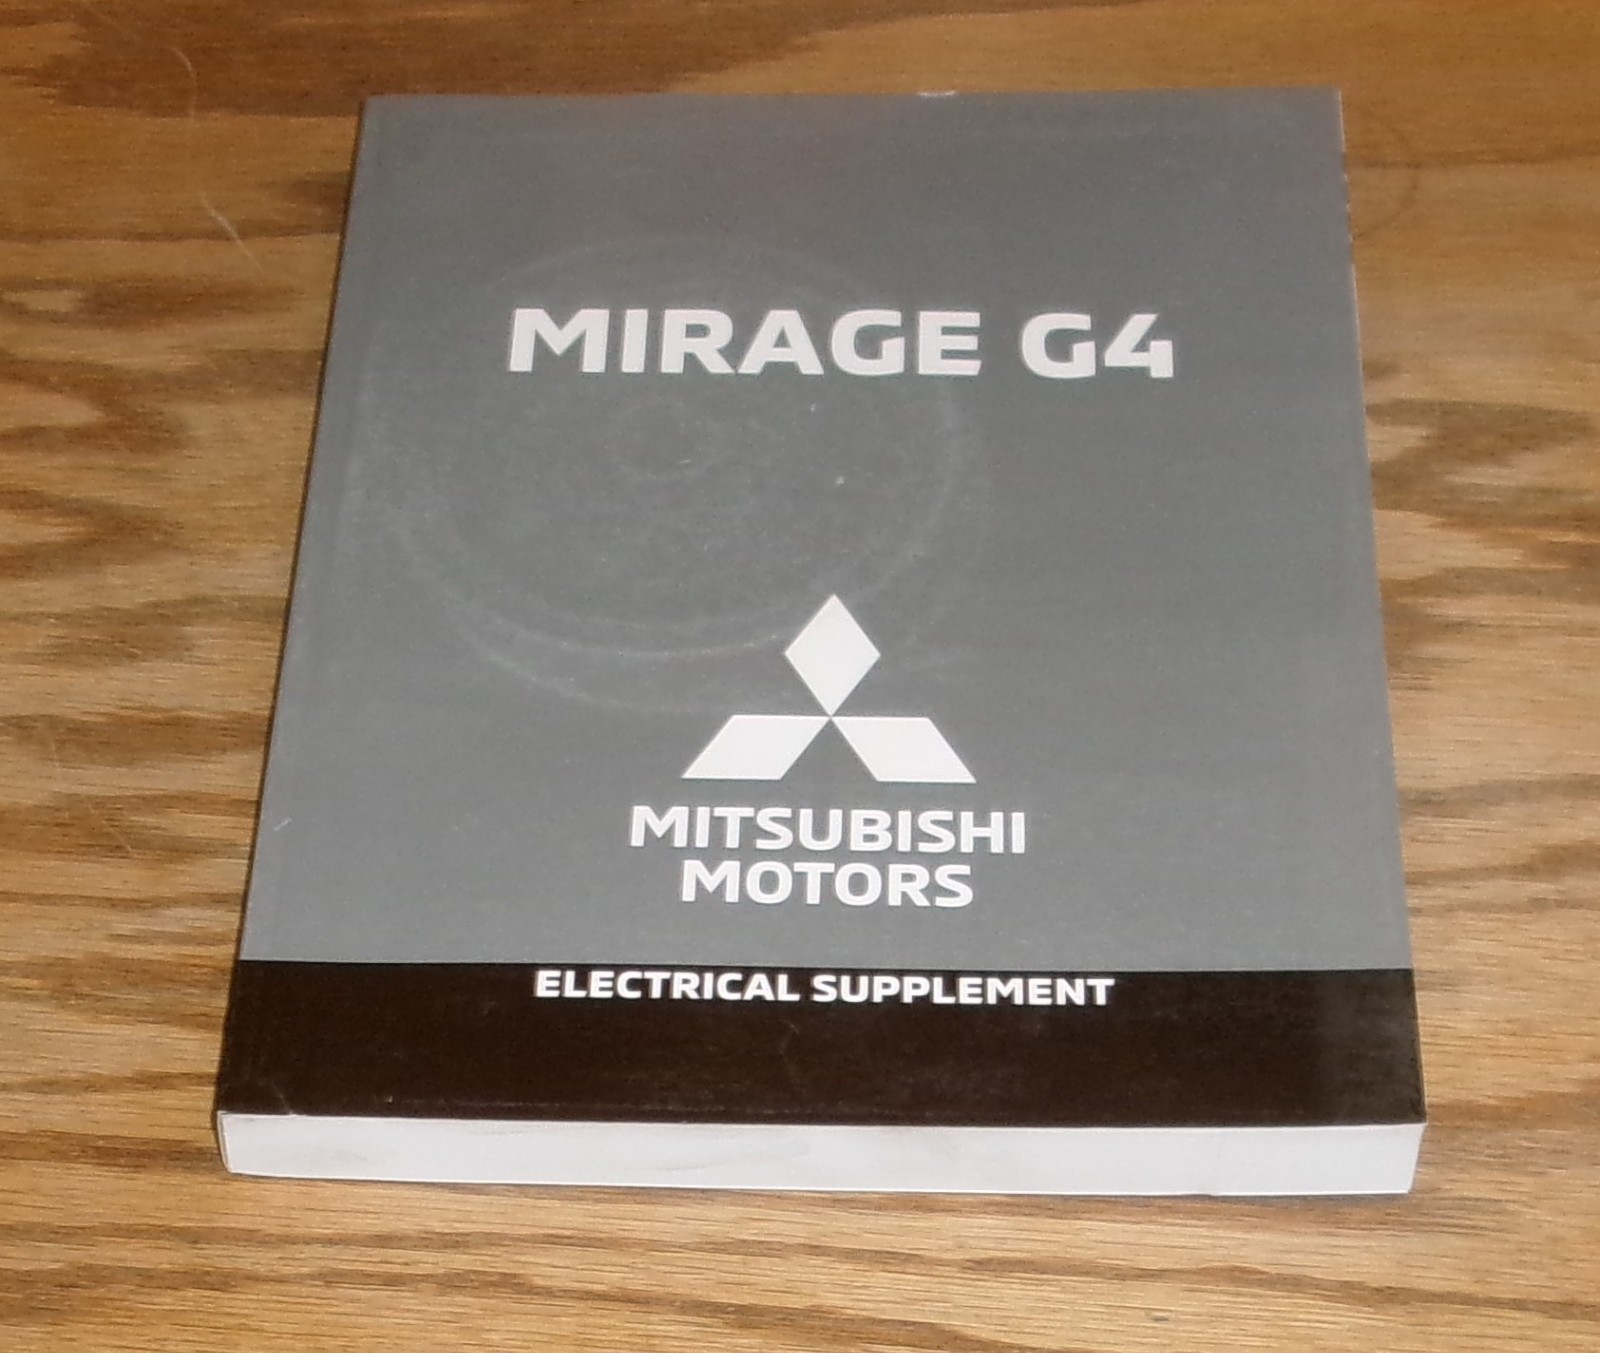 MIRAGE G4
MITSUBISHI
MOTORS
ELECTRICAL SUPPLEMENT